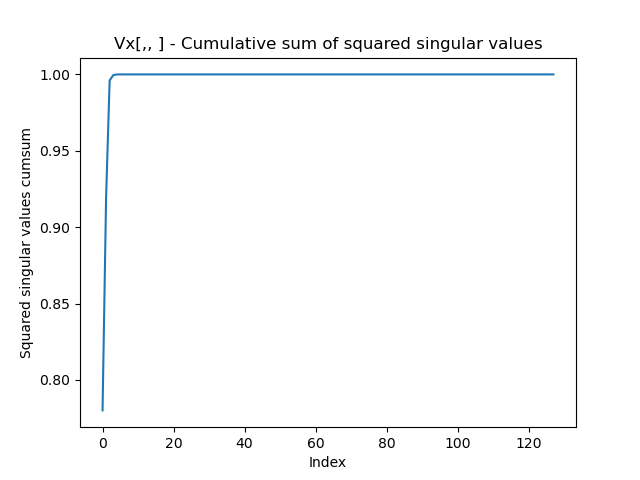 Vx[,, ] - Cumulative sum of squared singular values
1.00
0.95
0.90
0.85
0.80
Squared singular values cumsum
0 20 40 60 80 100 120
Index